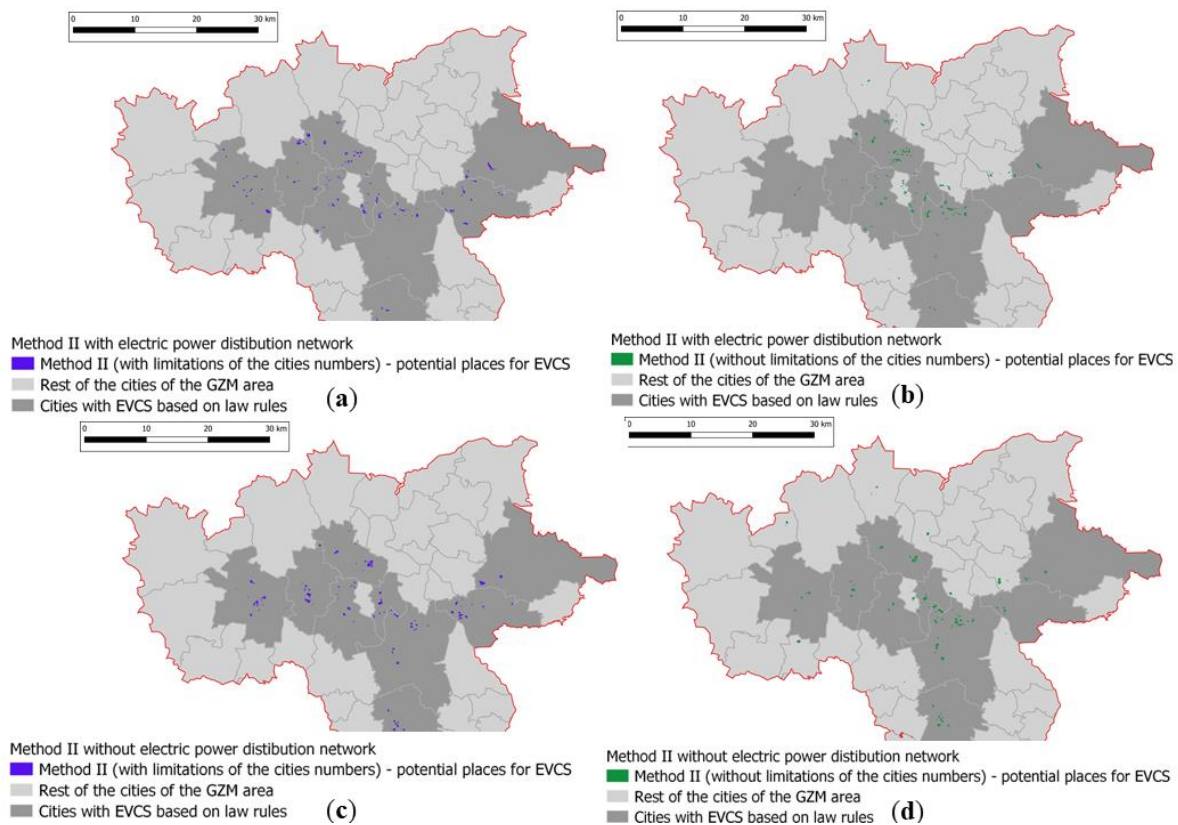 0 10 20 30 km
0 10 20 30 km
Method II with electric power distibution network
Method II (with limitations of the cities numbers) - potential places for EVCS
Rest of the cities of the GZM area
Cities with EVCS based on law rules
(a)
Method II with electric power distibution network
Method II (without limitations of the cities numbers) - potential places for EVCS
Rest of the cities of the GZM area
Cities with EVCS based on law rules
(b)
0 10 20 30 km
0 10 20 30 km
Method II without electric power distibution network
Method II (with limitations of the cities numbers) - potential places for EVCS
Rest of the cities of the GZM area
Cities with EVCS based on law rules
(c)
Method II without electric power distibution network
Method II (without limitations of the cities numbers) - potential places for EVCS
Rest of the cities of the GZM area
Cities with EVCS based on law rules
(d)